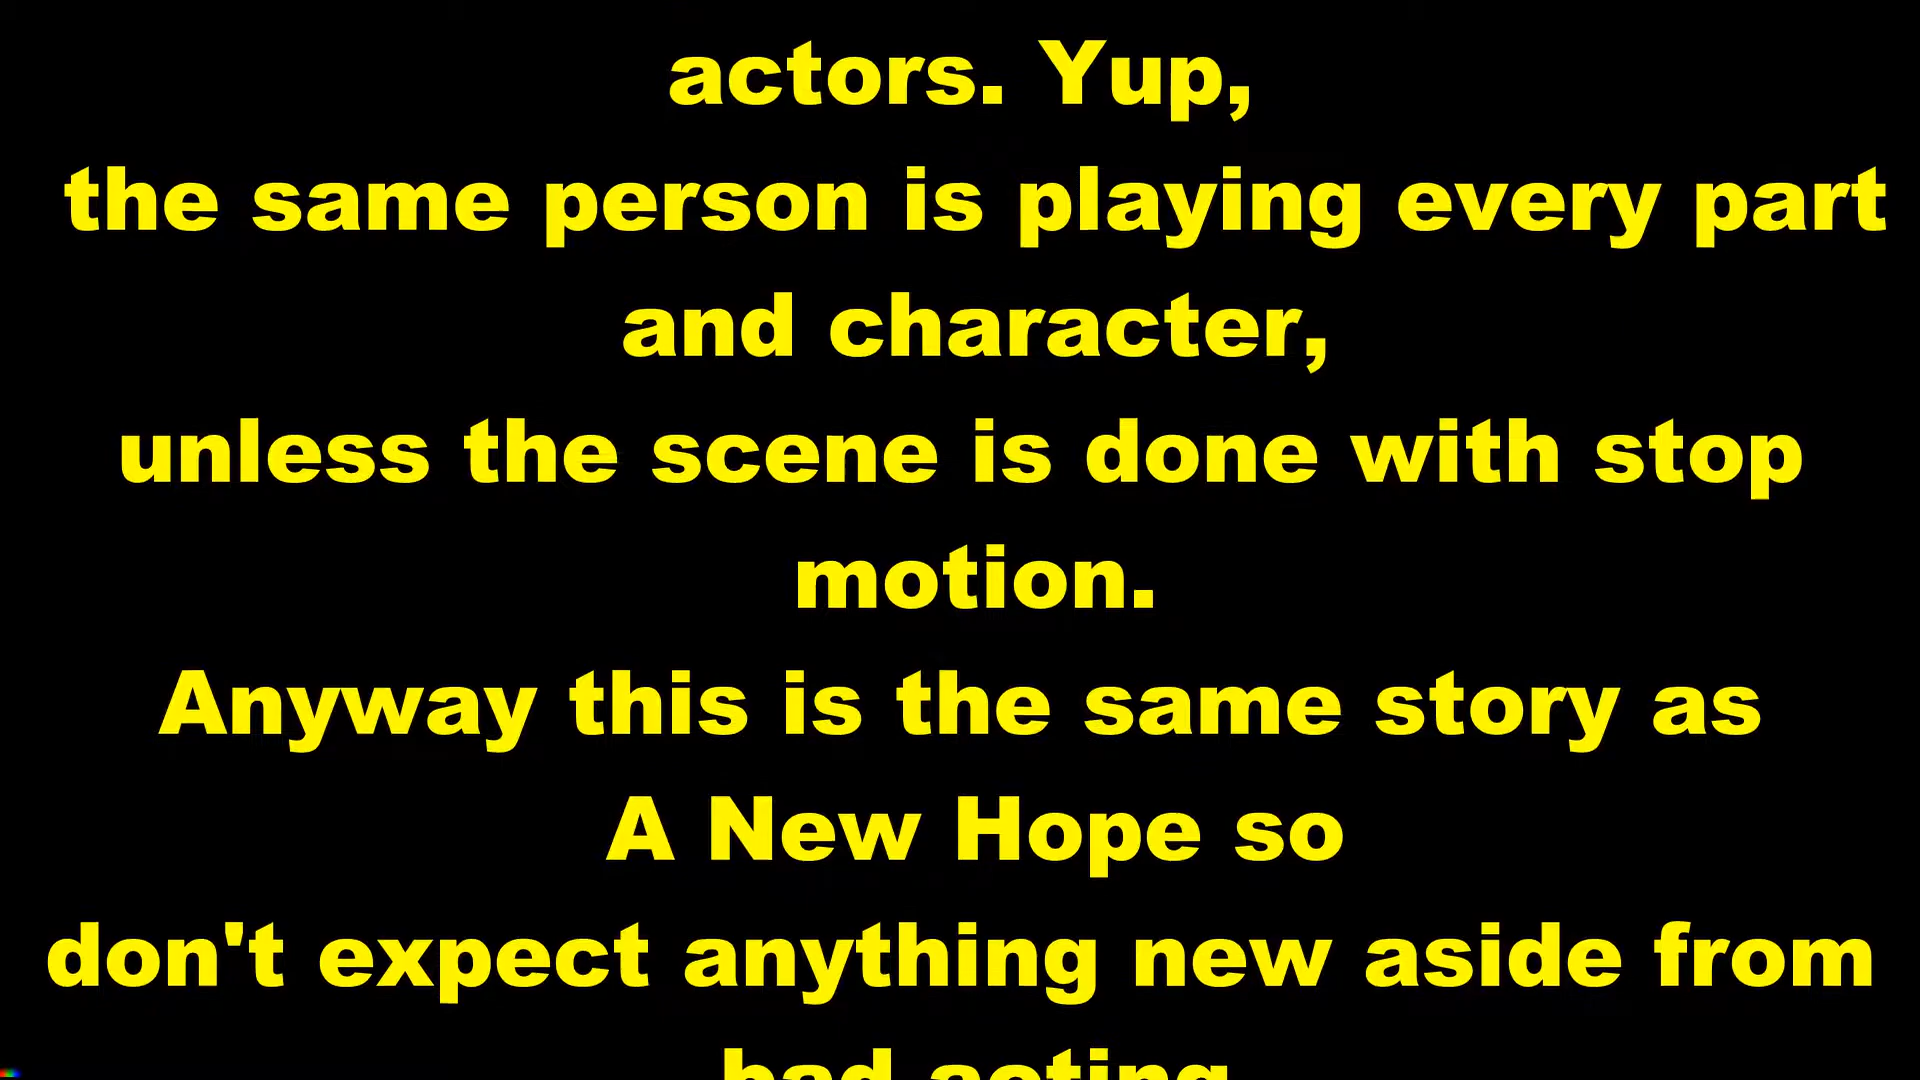 actors. Yup,
the same person is playing every part
and character,
unless the scene is done with stop
motion.
Anyway this is the same story as
A New Hope so
don't expect anything new aside from
bad acting